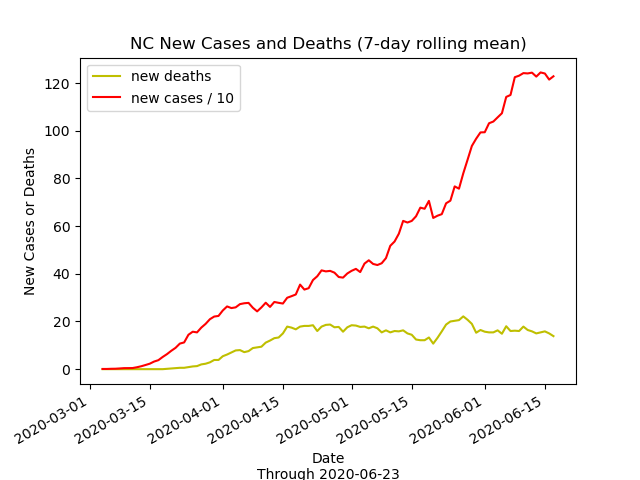 NC New Cases and Deaths (7-day rolling mean)
new deaths
new cases / 10
New Cases or Deaths
120
100
80
60
40
20
0
2020-03-01
2020-03-15
2020-04-01
2020-04-15
2020-05-01
2020-05-15
2020-06-01
2020-06-15
Date
Through 2020-06-23